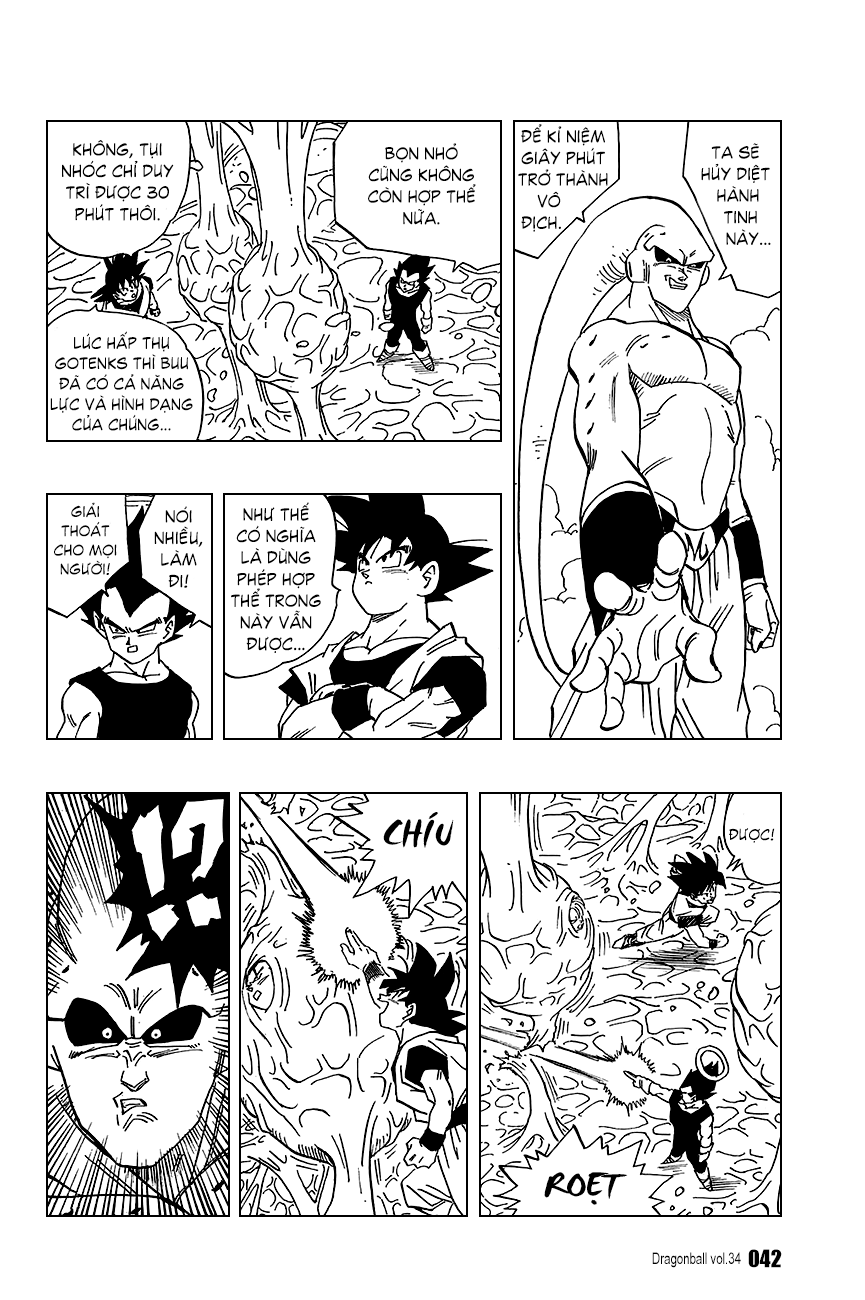 ĐỂ KỈ NIỆM
GIÂY PHÚT
TRỞ THÀNH
VÔ
ĐỊCH.
TA SẼ
HỦY DIỆT
HÀNH
TINH
NÀY...
KHÔNG, TỤI
NHÓC CHỈ DUY
TRÌ ĐƯỢC 30
PHÚT THÔI.
BỌN NHÓ
CŨNG KHÔNG
CÒN HỢP THỂ
NỮA.
LÚC HẤP THỤ
GOTENKS THÌ BUU
ĐÃ CÓ CẢ NĂNG
LỰC VÀ HÌNH DẠNG
CỦA CHÚNG...
NHƯ THẾ
CÓ NGHĨA
LÀ DÙNG
PHÉP HỢP
THỂ TRONG
NÀY VẪN
ĐƯỢC...
NÓI
NHIỀU,
LÀM
ĐI!
GIẢI
THOÁT
CHO MỌI
NGƯỜI!
ĐƯỢC!
ROẸT
CHÍU
!?
Dragonball vol.34 042